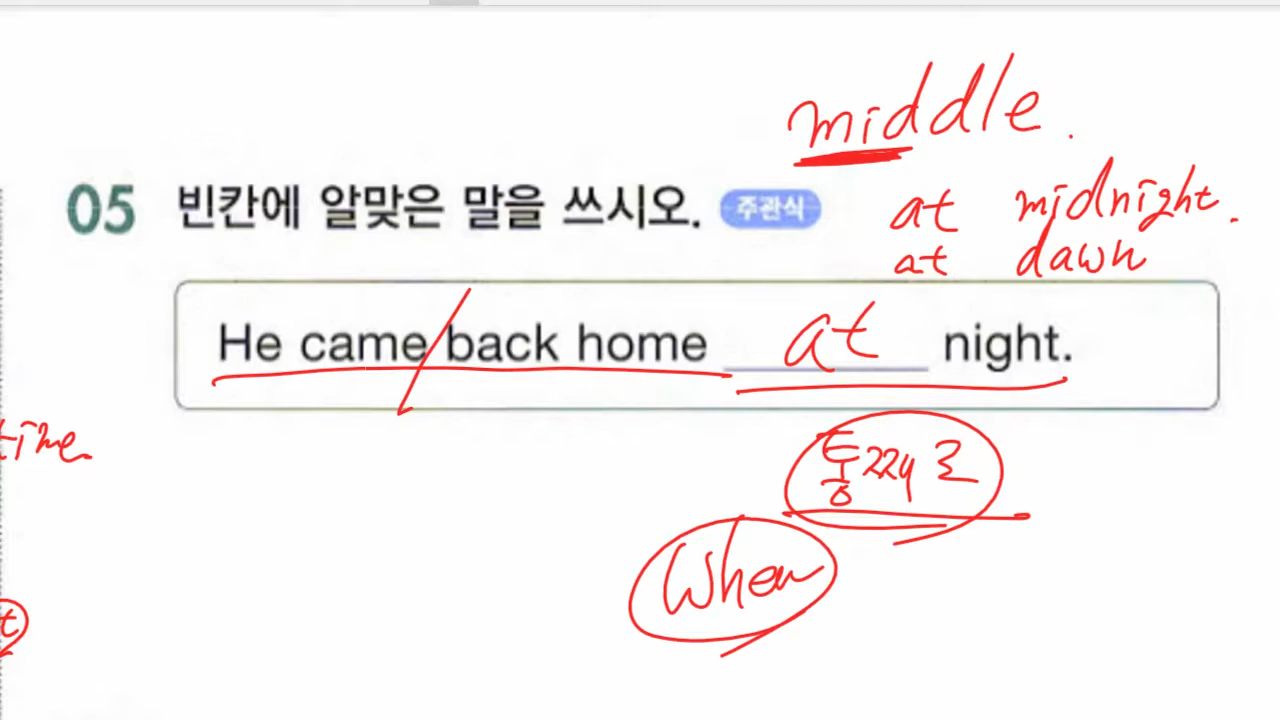 middle.
05 빈칸에 알맞은 말을 쓰시오. 주관식
at midnight.
at dawn
He came back home at night.
time
통째로
When
t